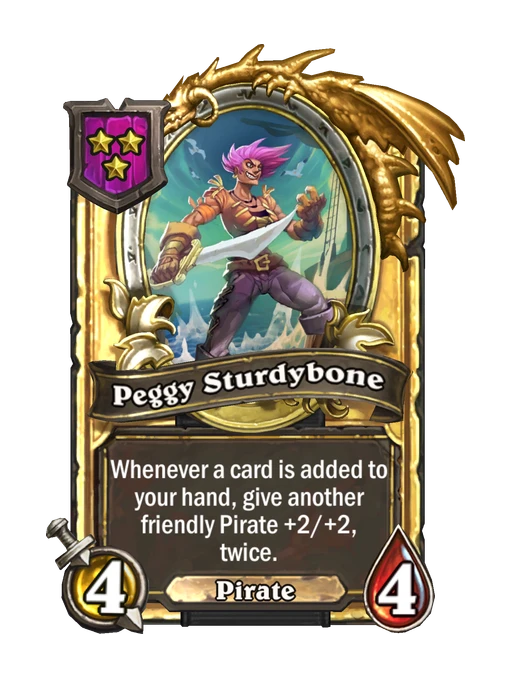 Peggy Sturdybone
Whenever a card is added to
your hand, give another
friendly Pirate +2/+2,
twice.
4
Pirate
4